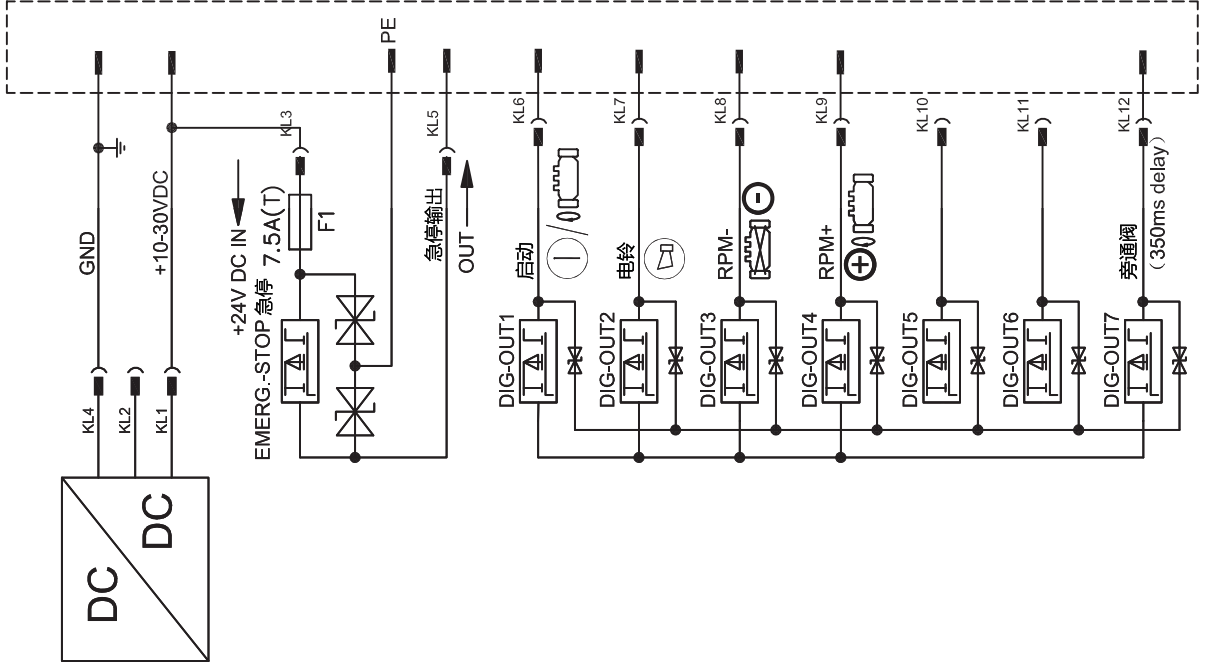 PE
KL3
KL5
KL6
KL7
KL8
KL9
KL10
KL11
KL12
GND
+10-30VDC
+24V DC IN
EMERG.-STOP 急停 7.5A(T)
F1
急停输出
OUT
启动
电铃
RPM-
RPM+
旁通阀
（350ms delay）
KL4
KL2
KL1
DIG-OUT1
DIG-OUT2
DIG-OUT3
DIG-OUT4
DIG-OUT5
DIG-OUT6
DIG-OUT7
DC
DC